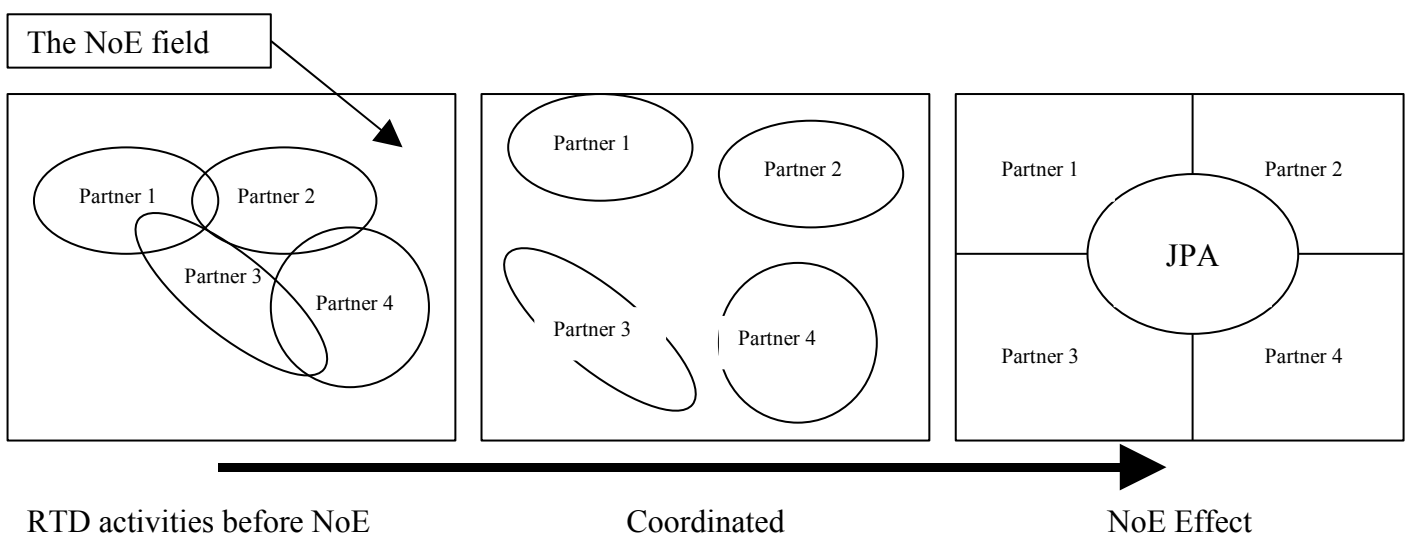 The NoE field
Partner 1
Partner 2
Partner 3
Partner 4
Partner 1
Partner 2
Partner 3
Partner 4
Partner 1
Partner 2
JPA
Partner 3
Partner 4
RTD activities before NoE
Coordinated
NoE Effect